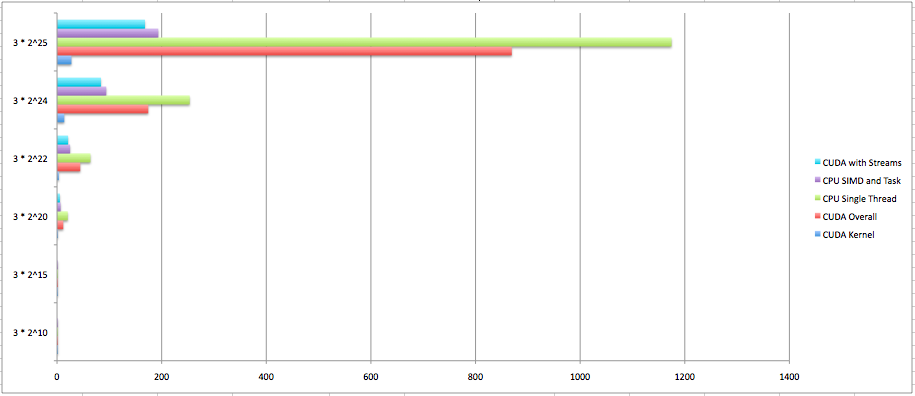 3 * 2^25
3 * 2^24
3 * 2^22
3 * 2^20
3 * 2^15
3 * 2^10
CUDA with Streams
CPU SIMD and Task
CPU Single Thread
CUDA Overall
CUDA Kernel
0 200 400 600 800 1000 1200 1400